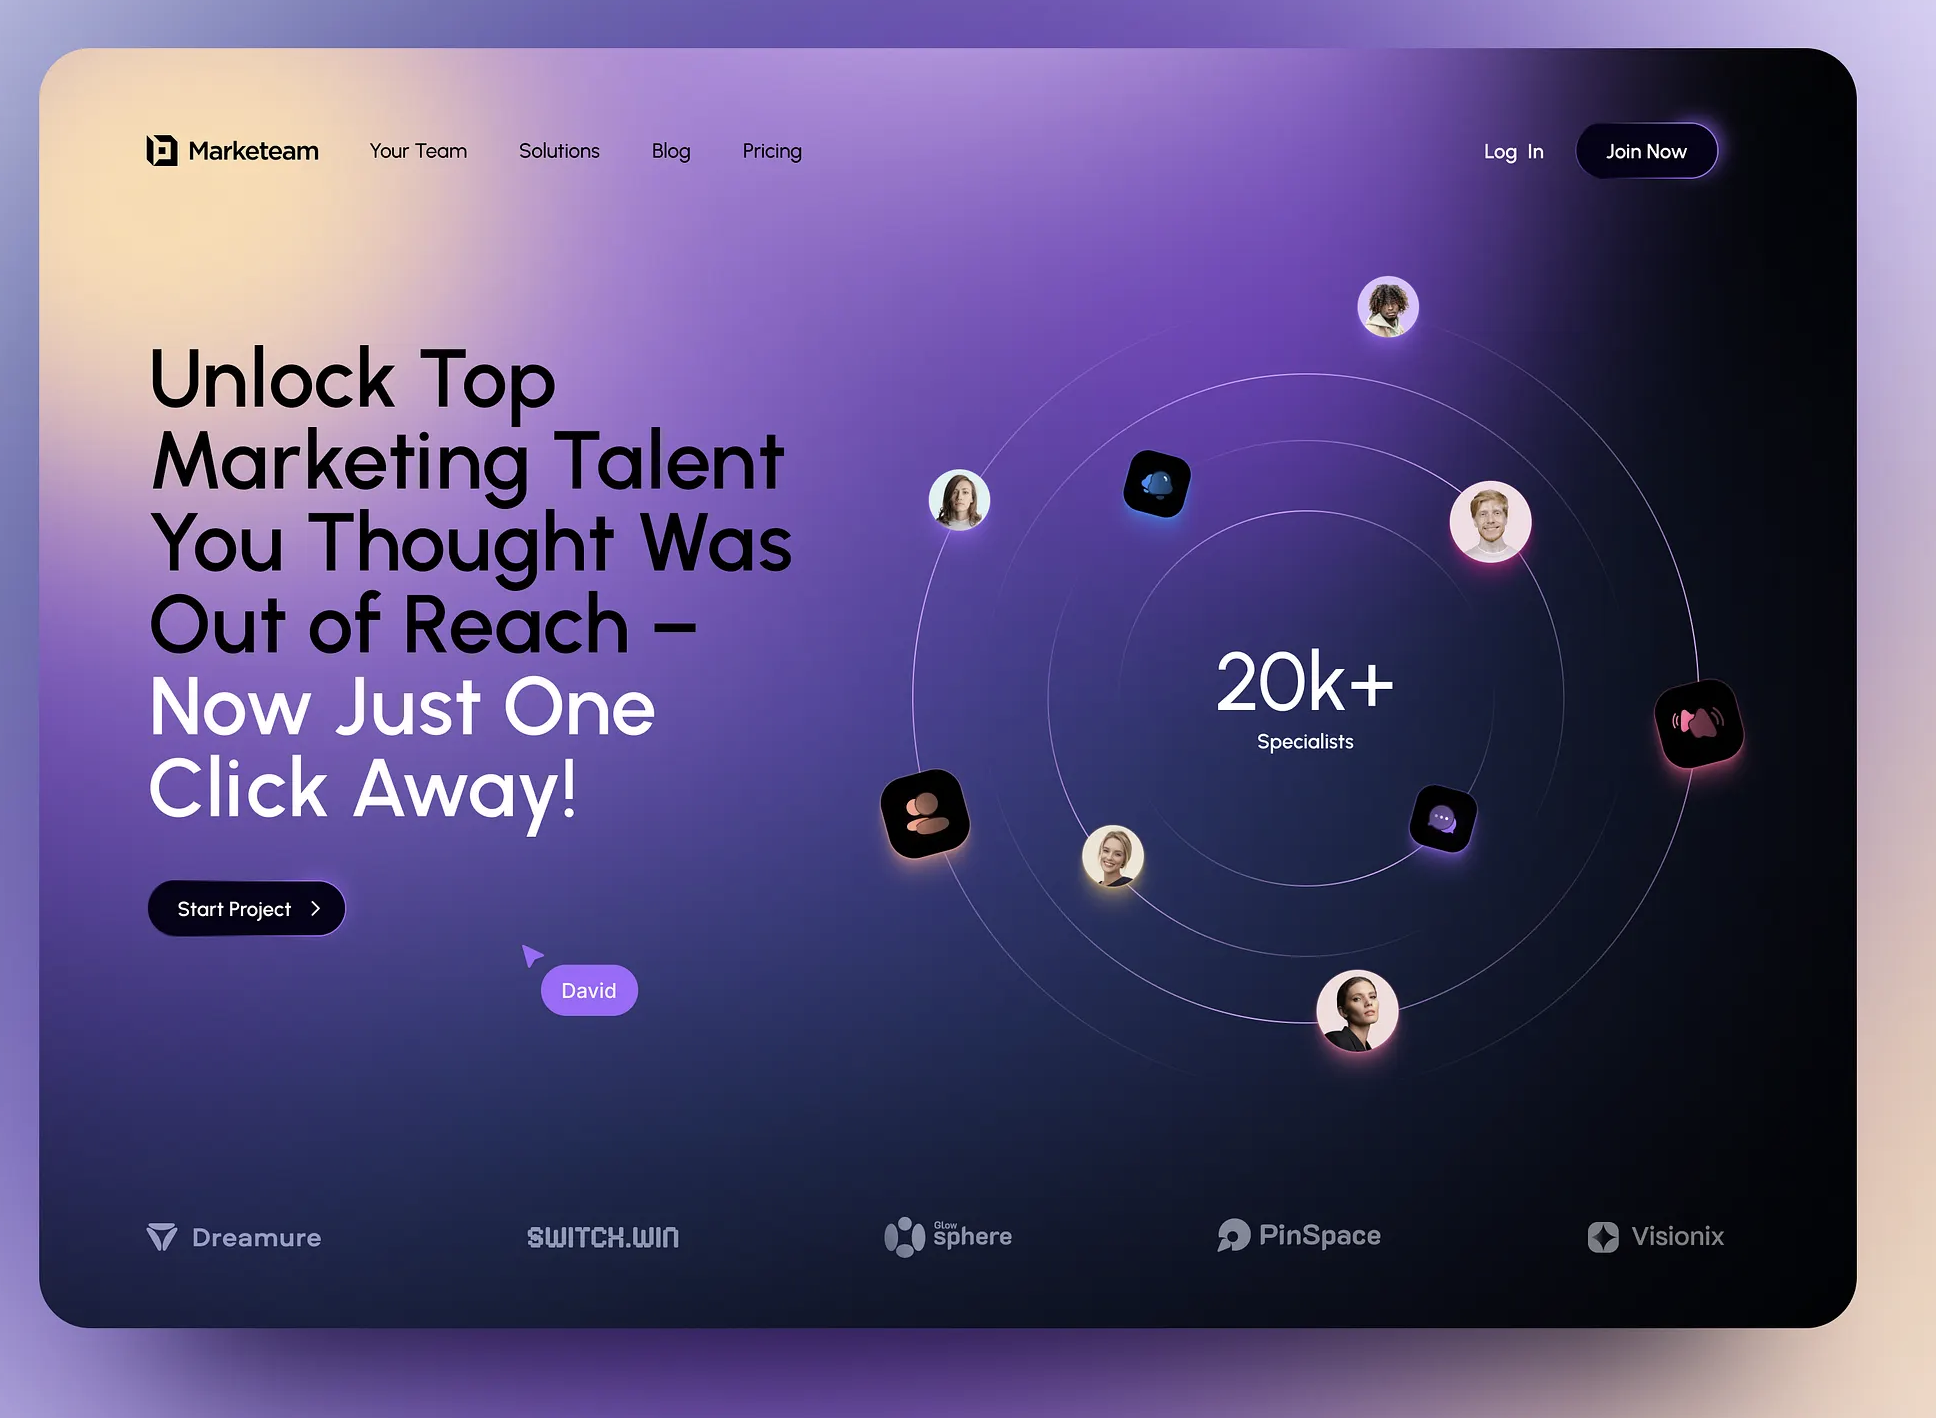 Marketeam
Your Team
Solutions
Blog
Pricing
Log In
Join Now
Unlock Top
Marketing Talent
You Thought Was
Out of Reach –
Now Just One
Click Away!
Start Project
David
20k+
Specialists
Dreamure
SWITCH.WIN
GLow
sphere
PinSpace
Visionix